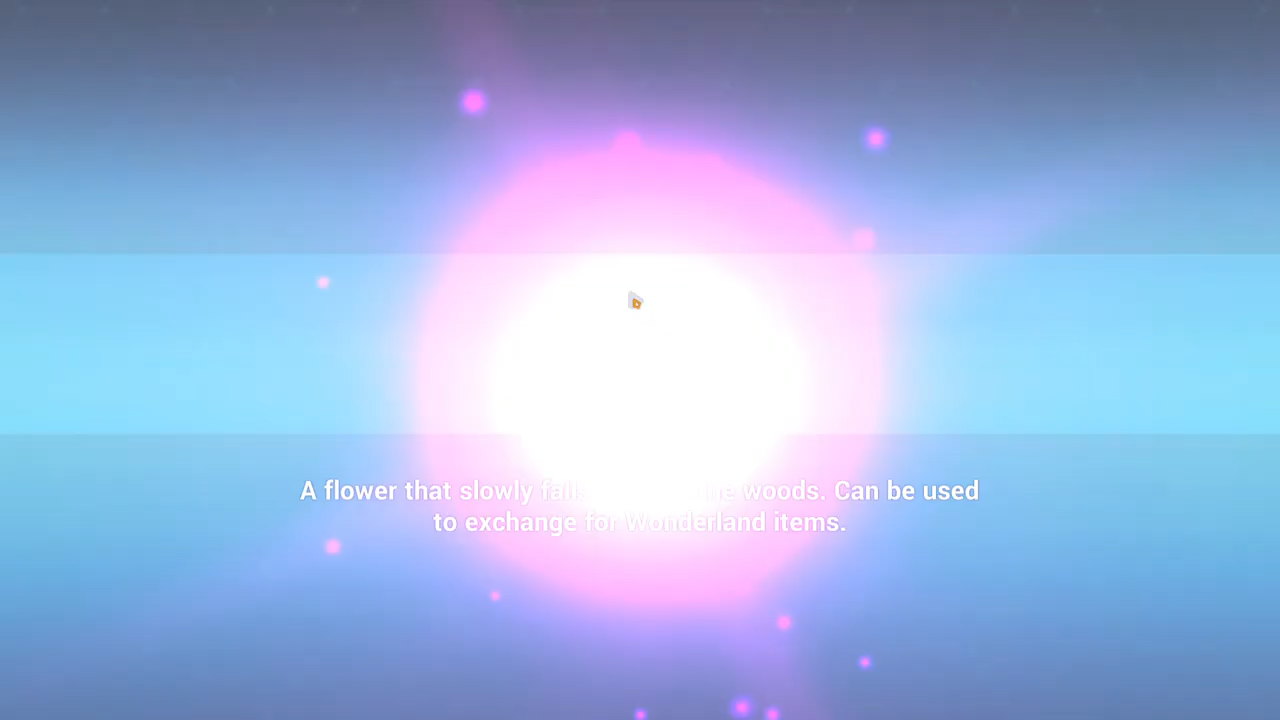 A flower that slowly falls woods. Can be used
to exchange for Wonderland items.